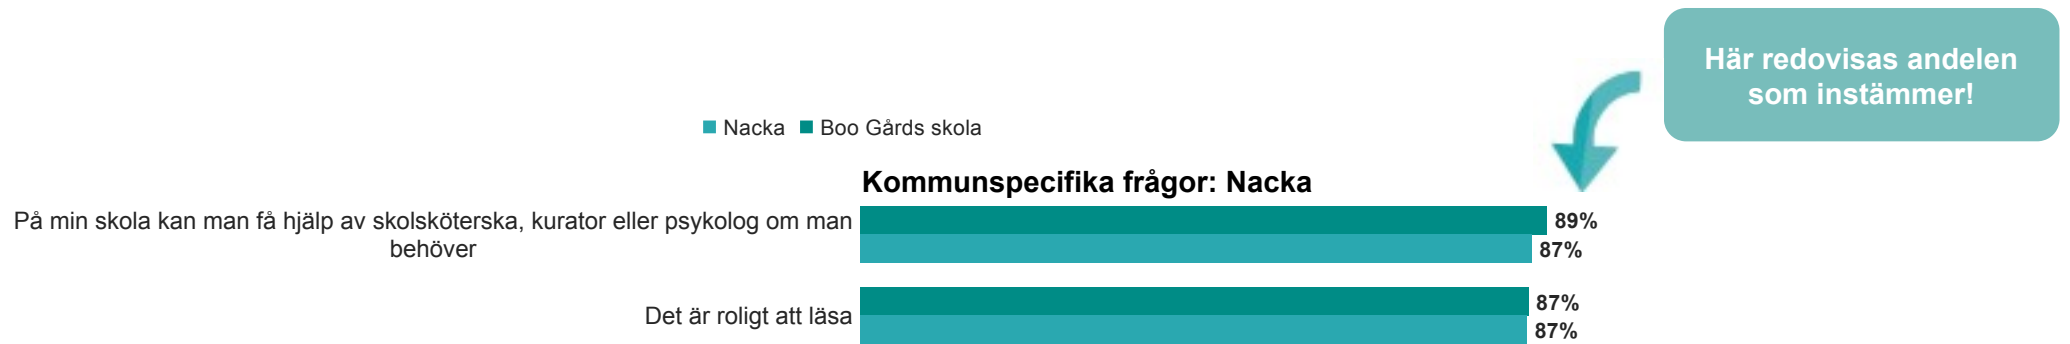 Här redovisas andelen
som instämmer!
Nacka Boo Gårds skola
Kommunspecifika frågor: Nacka
På min skola kan man få hjälp av skolsköterska, kurator eller psykolog om man
behöver
89%
87%
Det är roligt att läsa
87%
87%